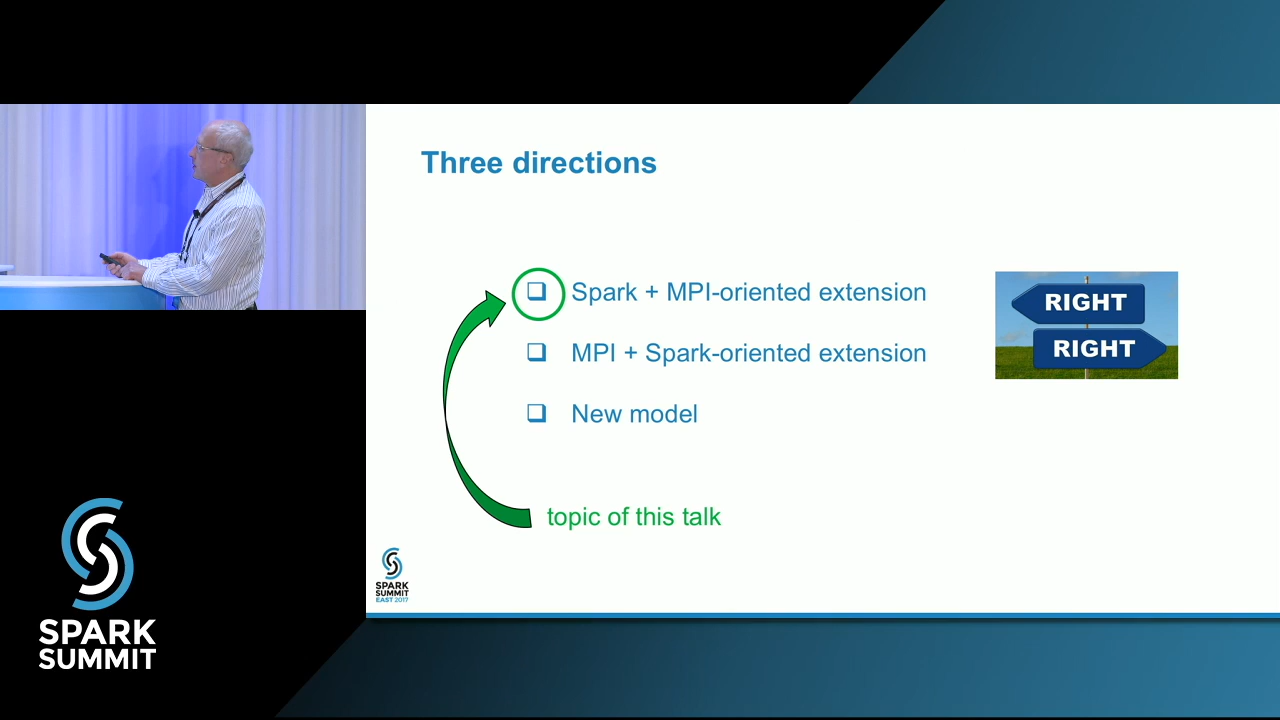 Three directions
Spark + MPI-oriented extension
MPI + Spark-oriented extension
New model
topic of this talk
RIGHT
RIGHT
SPARK
SUMMIT
EAST 2017
SPARK
SUMMIT